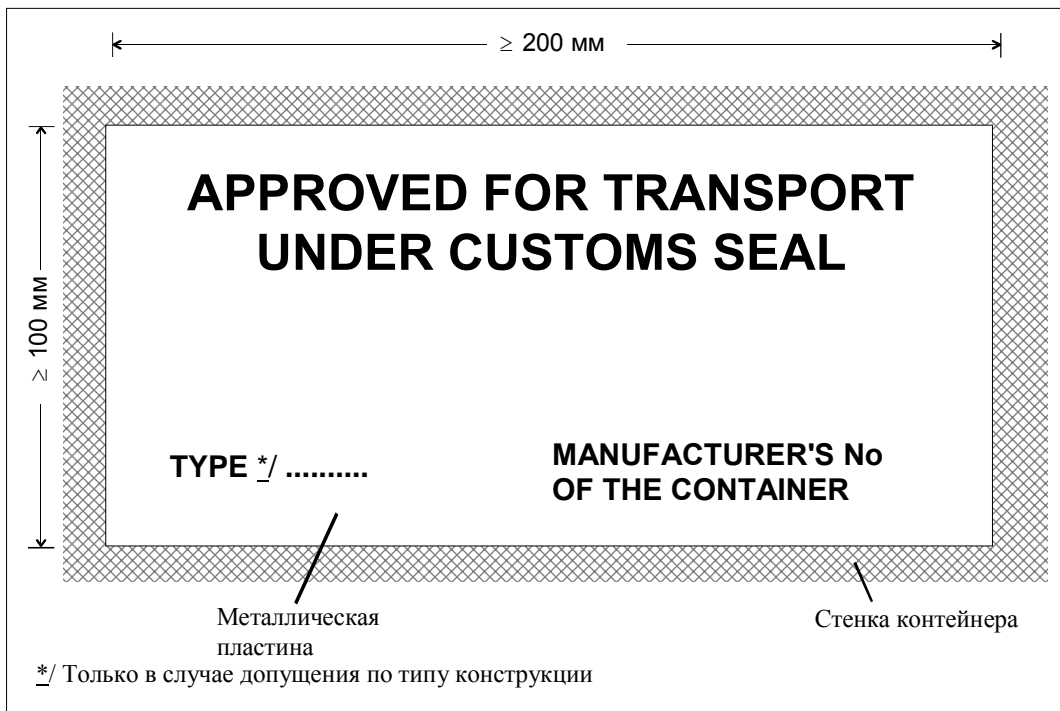 ≥ 200 мм
APPROVED FOR TRANSPORT
UNDER CUSTOMS SEAL
≥ 100 мм
TYPE */ ..........
MANUFACTURER'S No
OF THE CONTAINER
Металлическая
пластина
Стенка контейнера
*/ Только в случае допущения по типу конструкции